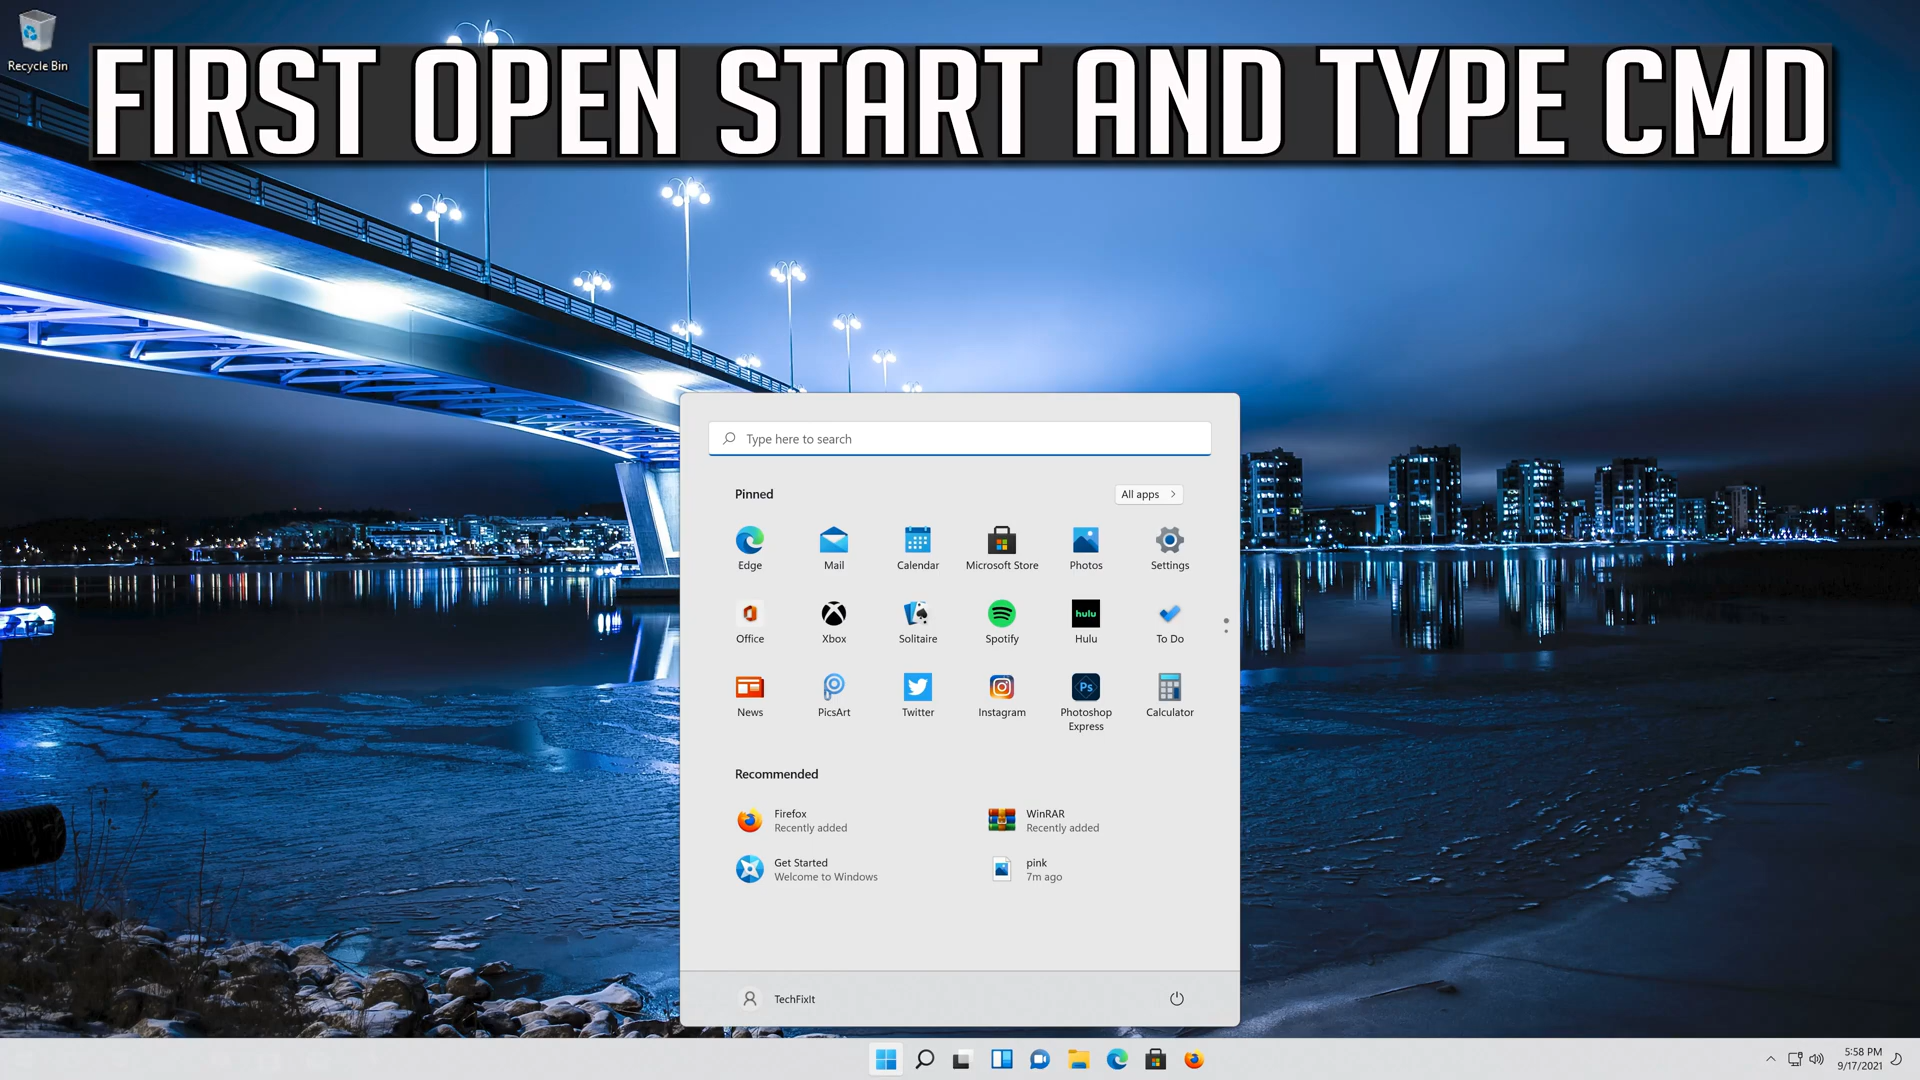 Recycle Bin
FIRST OPEN START AND TYPE CMD
Type here to search
Pinned
All apps
Edge
Mail
Calendar
Microsoft Store
Photos
Settings
Office
Xbox
Solitaire
Spotify
hulu
Hulu
To Do
News
PicsArt
Twitter
Instagram
Ps
Photoshop
Express
Calculator
Recommended
Firefox
Recently added
WinRAR
Recently added
Get Started
Welcome to Windows
pink
7m ago
TechFixIt
5:58 PM
9/17/2021